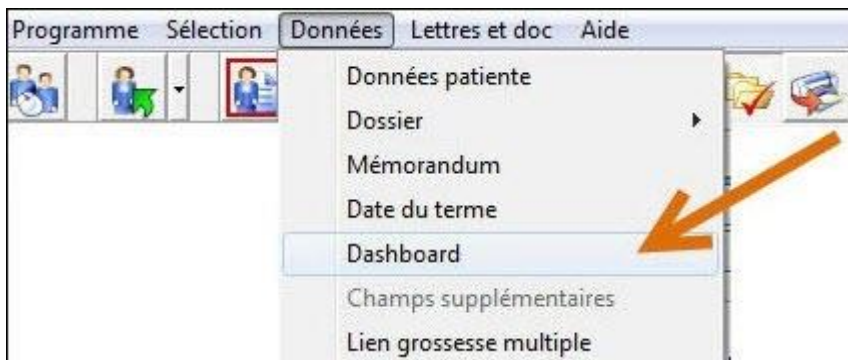 Programme Sélection Données Lettres et doc Aide
Données patiente
Dossier
Mémorandum
Date du terme
Dashboard
Champs supplémentaires
Lien grossesse multiple